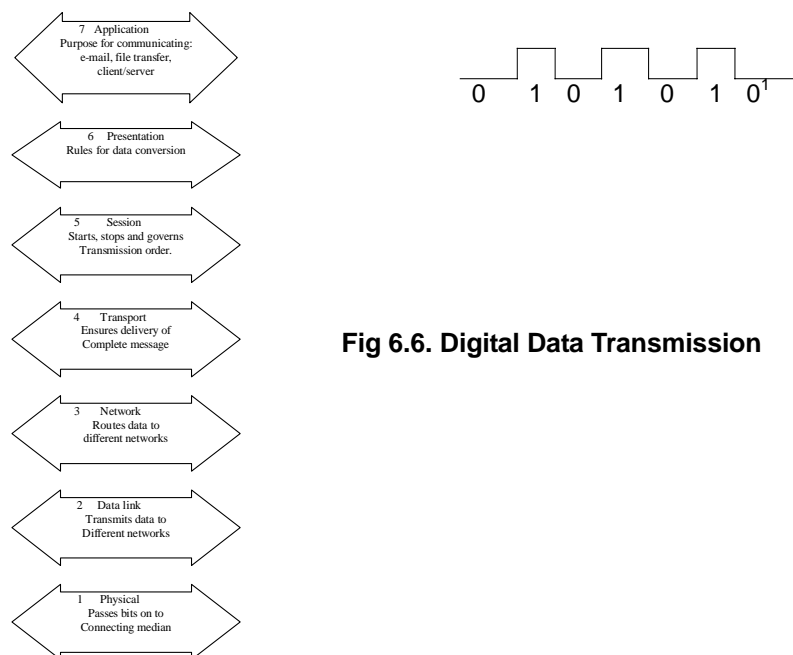 7 Application
Purpose for communicating:
e-mail, file transfer,
client/server
6 Presentation
Rules for data conversion
5 Session
Starts, stops and governs
Transmission order.
4 Transport
Ensures delivery of
Complete message
3 Network
Routes data to
different networks
2 Data link
Transmits data to
Different networks
1 Physical
Passes bits on to
Connecting median
0 1 0 1 0 1 0¹
Fig 6.6. Digital Data Transmission